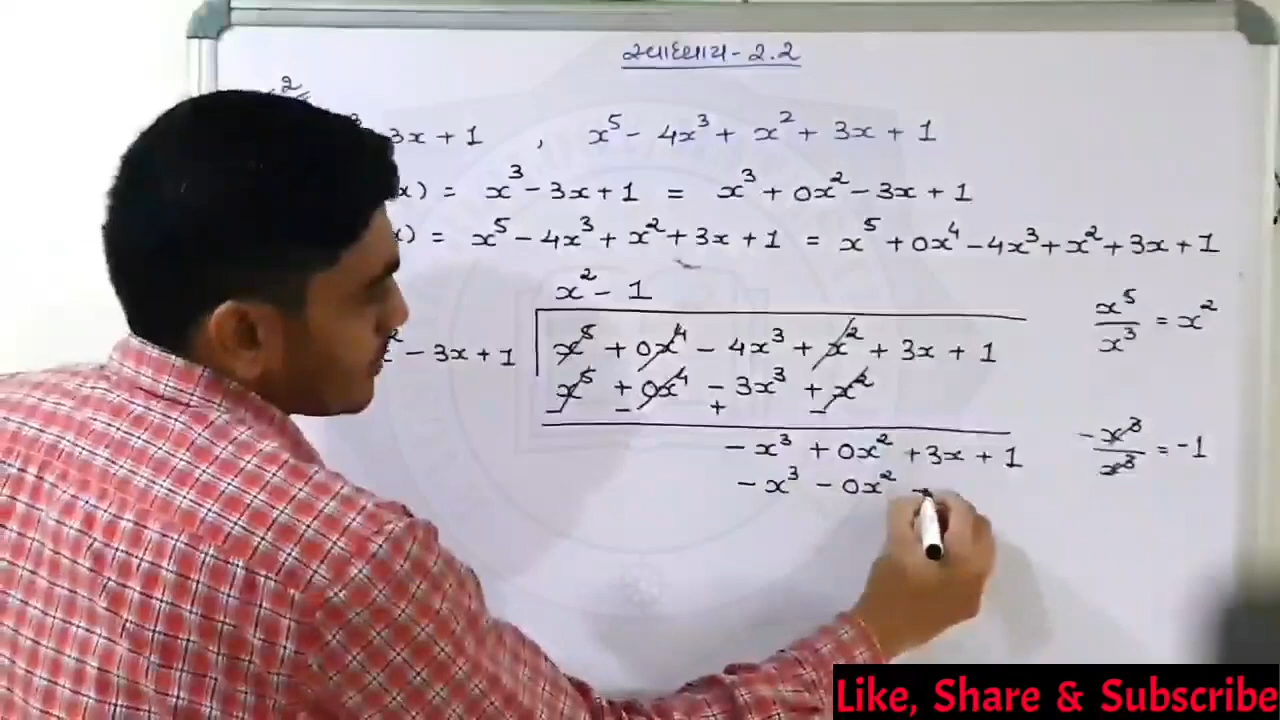 સ્વાધ્યાય - 2.2
2
3x + 1 , x⁵ - 4x³ + x² + 3x + 1
x) = x³ - 3x + 1 = x³ + 0x² - 3x + 1
x) = x⁵ - 4x³ + x² + 3x + 1 = x⁵ + 0x⁴ - 4x³ + x² + 3x + 1
x² - 1
x⁵/x³ = x²
x² - 3x + 1 x⁵ + 0x⁴ - 4x³ + x² + 3x + 1
x⁵ + 0x⁴ - 3x³ + x²
- - + -
- x³ + 0x² + 3x + 1
-x³/x³ = -1
- x³ - 0x²
Like, Share & Subscribe